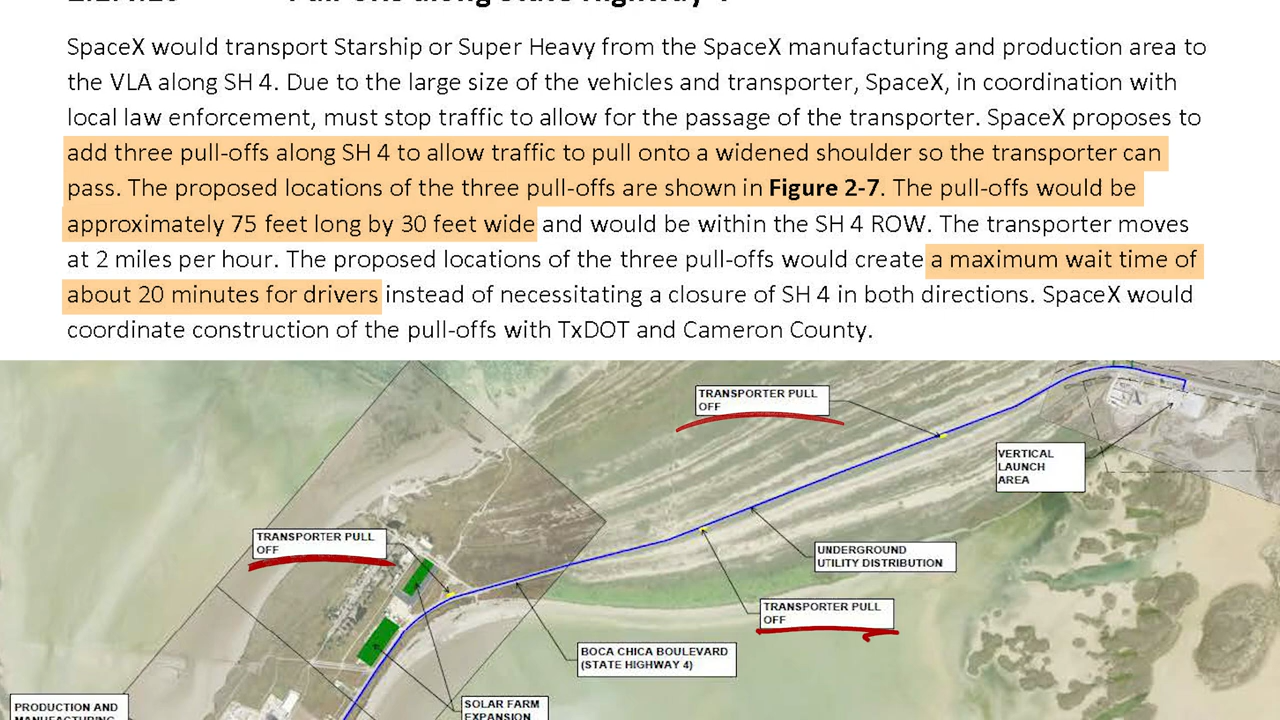 Pull-Offs along State Highway 4
SpaceX would transport Starship or Super Heavy from the SpaceX manufacturing and production area to
the VLA along SH 4. Due to the large size of the vehicles and transporter, SpaceX, in coordination with
local law enforcement, must stop traffic to allow for the passage of the transporter. SpaceX proposes to
add three pull-offs along SH 4 to allow traffic to pull onto a widened shoulder so the transporter can
pass. The proposed locations of the three pull-offs are shown in Figure 2-7. The pull-offs would be
approximately 75 feet long by 30 feet wide and would be within the SH 4 ROW. The transporter moves
at 2 miles per hour. The proposed locations of the three pull-offs would create a maximum wait time of
about 20 minutes for drivers instead of necessitating a closure of SH 4 in both directions. SpaceX would
coordinate construction of the pull-offs with TxDOT and Cameron County.
TRANSPORTER PULL
OFF
VERTICAL
LAUNCH
AREA
TRANSPORTER PULL
OFF
UNDERGROUND
UTILITY DISTRIBUTION
TRANSPORTER PULL
OFF
BOCA CHICA BOULEVARD
(STATE HIGHWAY 4)
SOLAR FARM
EXPANSION
PRODUCTION AND
MANUFACTURING